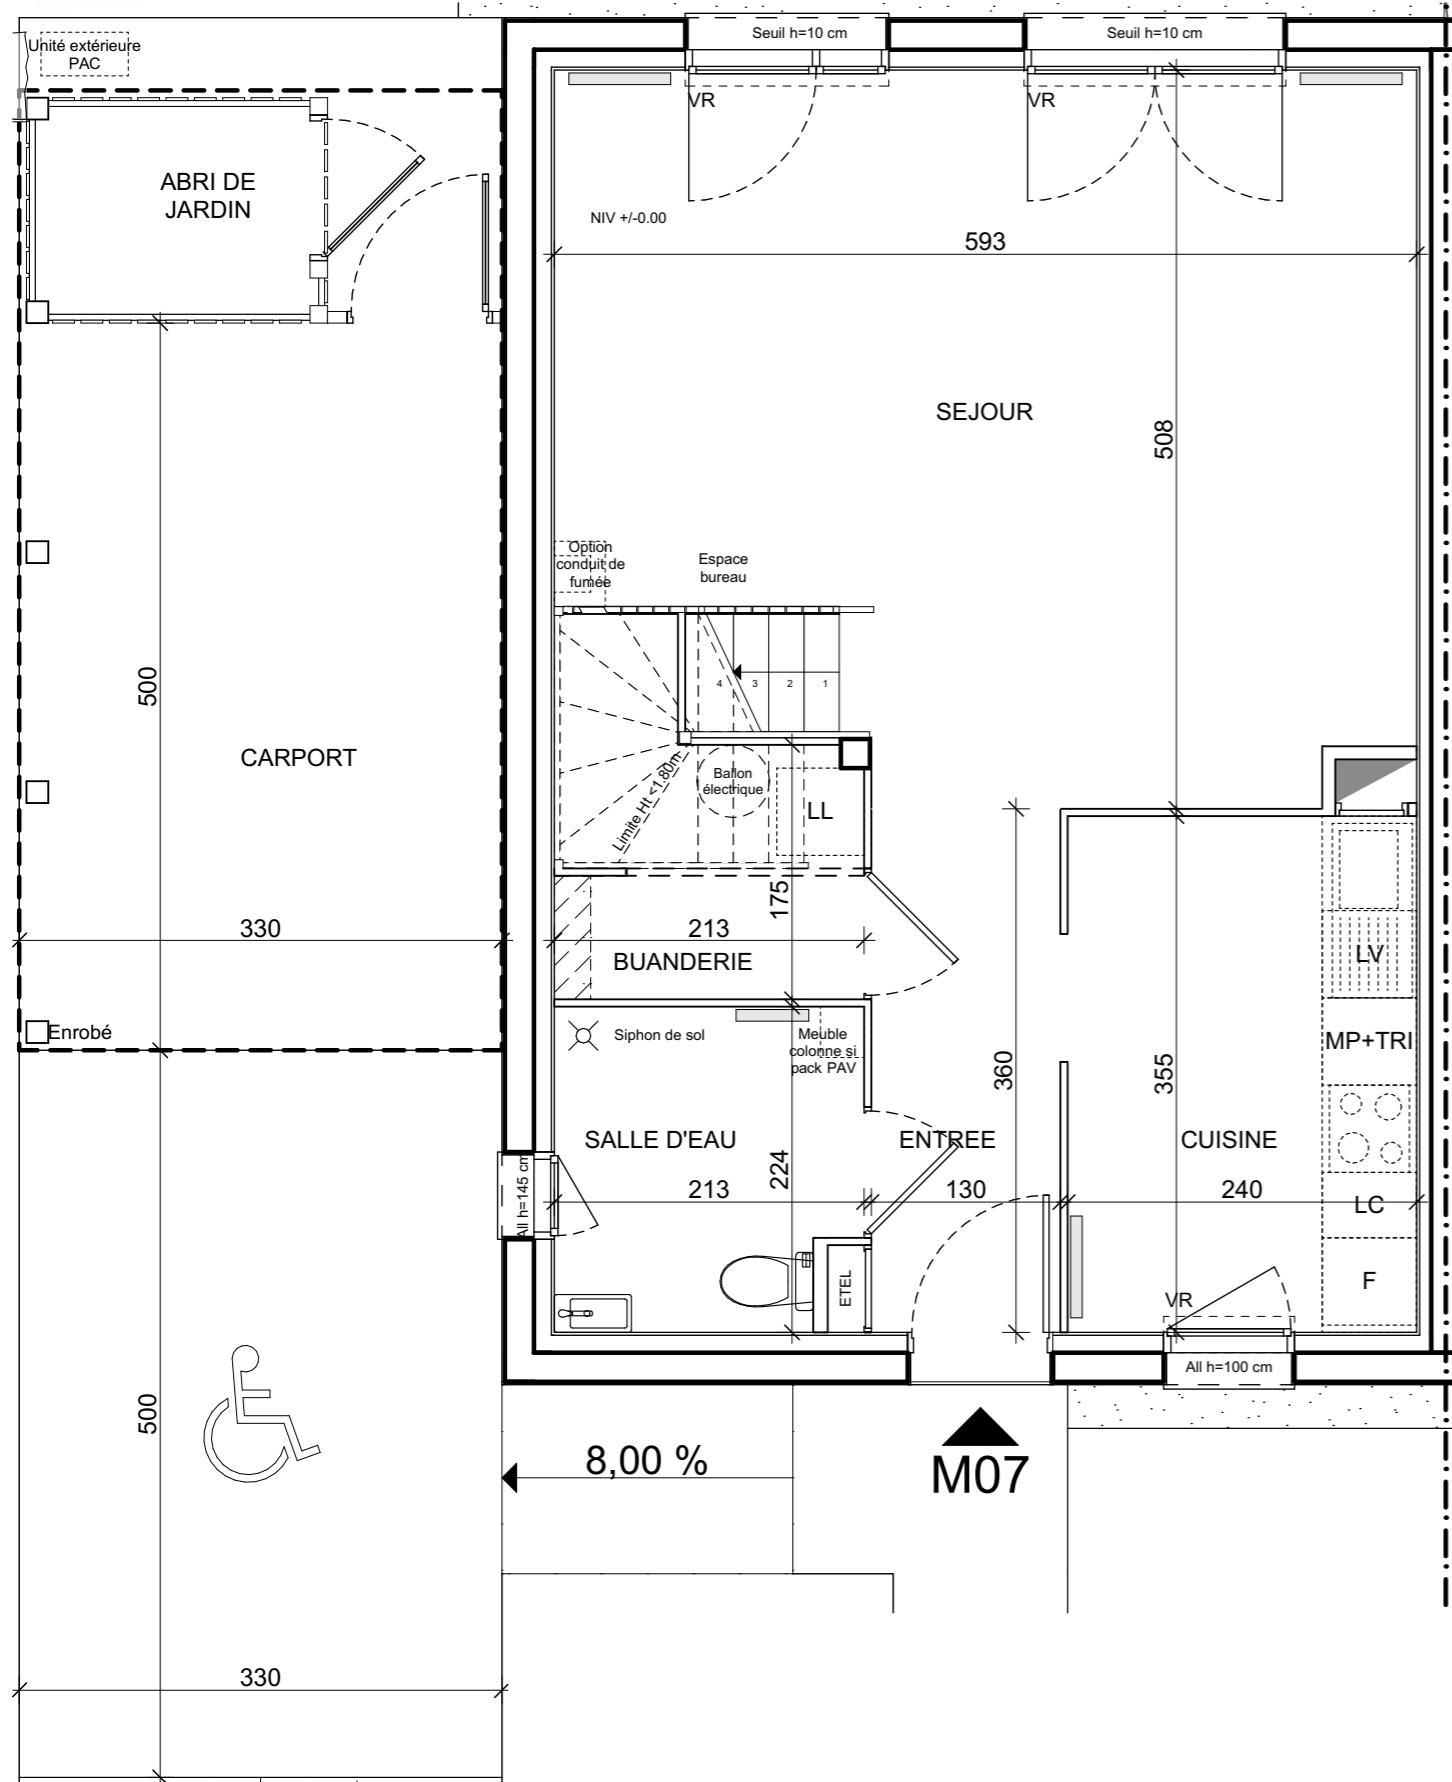 Seuil h=10 cm
Seuil h=10 cm
Unité extérieure
PAC
VR
VR
ABRI DE
JARDIN
NIV +/-0.00
593
SEJOUR
508
Option
conduit de
fumée
Espace
bureau
4
3
2
1
500
CARPORT
Limite Ht <1.80m
Ballon
électrique
LL
175
330
213
BUANDERIE
LV
Enrobé
Siphon de sol
Meuble
colonne si
pack PAV
MP+TRI
360
355
SALLE D'EAU
ENTREE
CUISINE
All h=145 cm
224
213
130
240
LC
ETEL
F
VR
All h=100 cm
500
8,00 %
M07
330